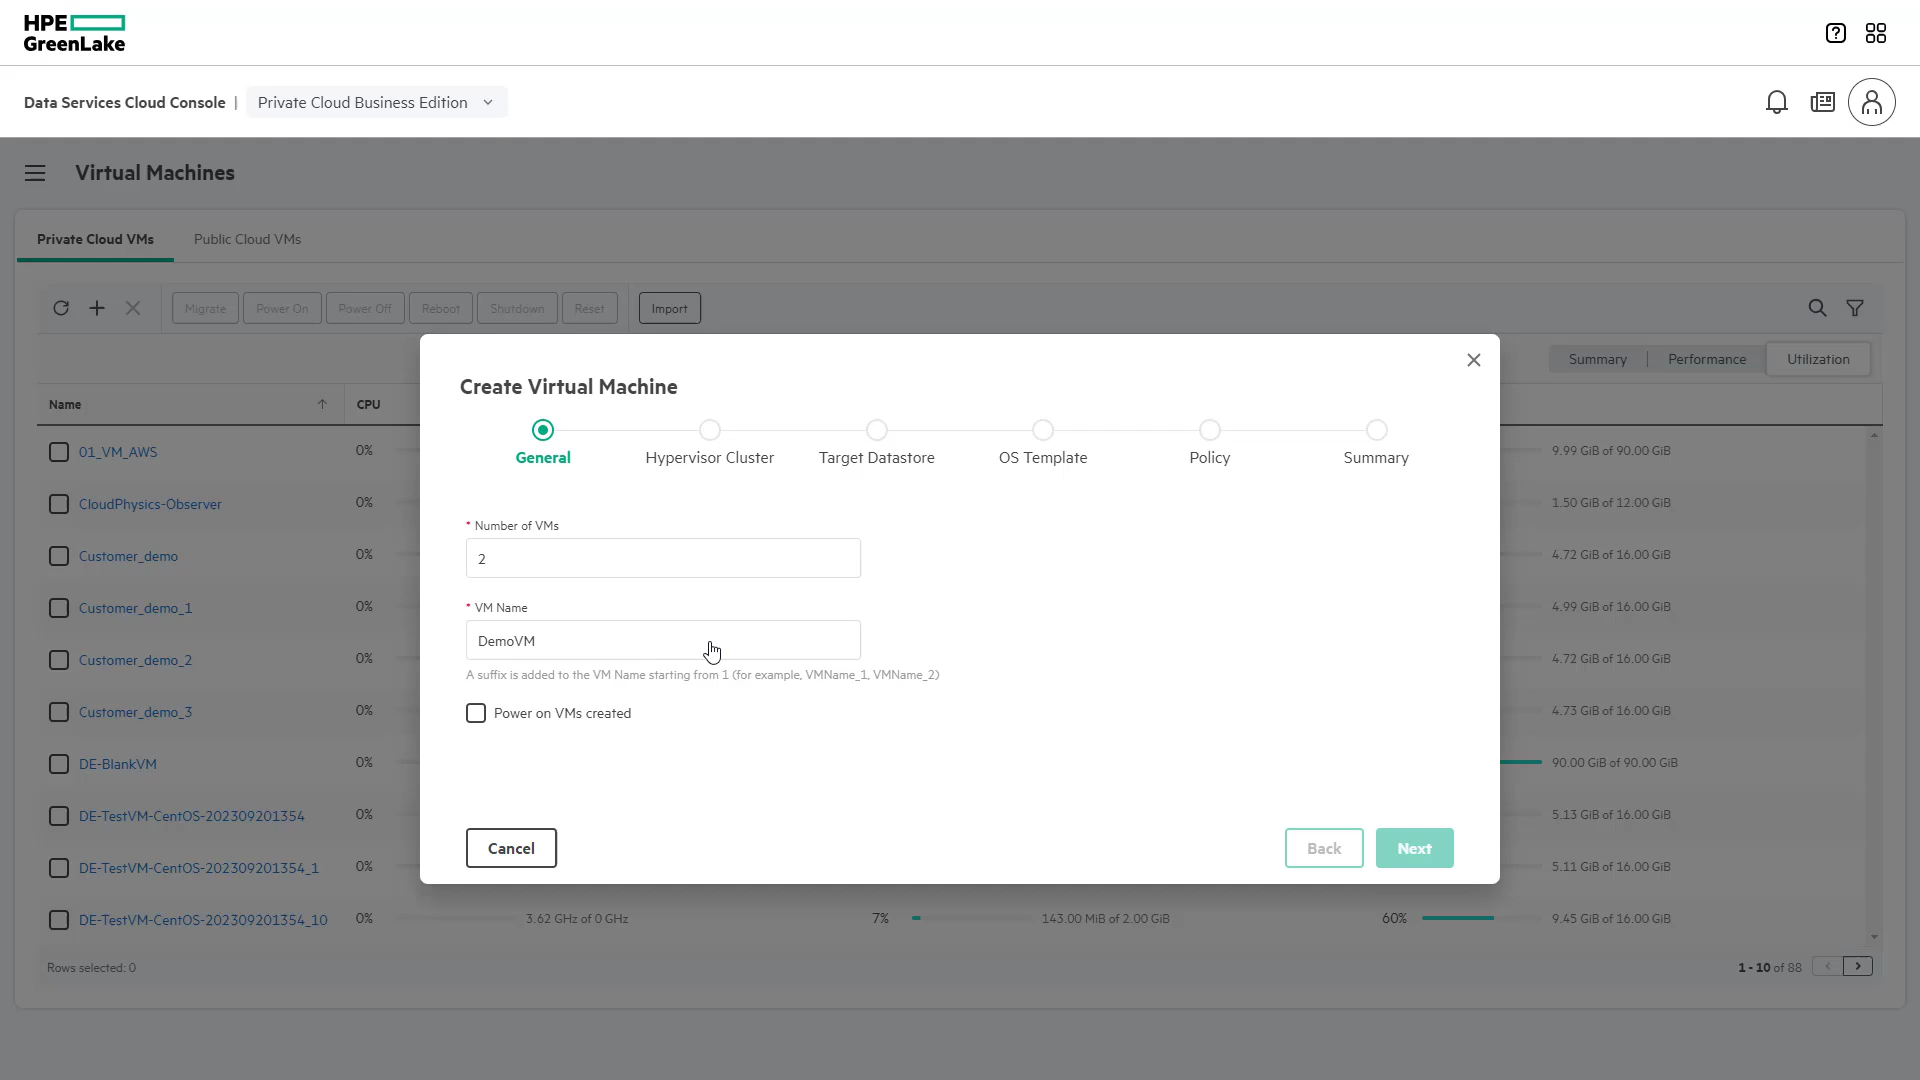 HPE
GreenLake
Data Services Cloud Console | Private Cloud Business Edition
Virtual Machines
Private Cloud VMs Public Cloud VMs
Migrate Power On Power Off Reboot Shutdown Reset Import
Summary Performance Utilization
Name CPU
Create Virtual Machine
General Hypervisor Cluster Target Datastore OS Template Policy Summary
* Number of VMs
2
* VM Name
DemoVM
A suffix is added to the VM Name starting from 1 (for example, VMName_1, VMName_2)
Power on VMs created
Cancel Back Next
01_VM_AWS 0% 9.99 GiB of 90.00 GiB
CloudPhysics-Observer 0% 1.50 GiB of 12.00 GiB
Customer_demo 0% 4.72 GiB of 16.00 GiB
Customer_demo_1 0% 4.99 GiB of 16.00 GiB
Customer_demo_2 0% 4.72 GiB of 16.00 GiB
Customer_demo_3 0% 4.73 GiB of 16.00 GiB
DE-BlankVM 0% 90.00 GiB of 90.00 GiB
DE-TestVM-CentOS-202309201354 0% 5.13 GiB of 16.00 GiB
DE-TestVM-CentOS-202309201354_1 0% 5.11 GiB of 16.00 GiB
DE-TestVM-CentOS-202309201354_10 0% 3.62 GHz of 0 GHz 7% 143.00 MiB of 2.00 GiB 60% 9.45 GiB of 16.00 GiB
Rows selected: 0 1 - 10 of 88